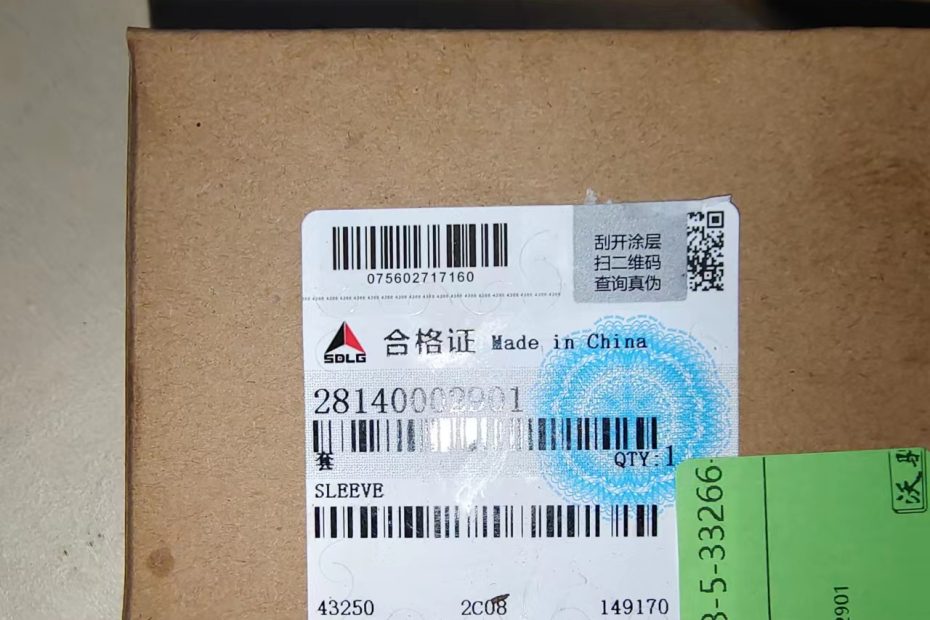 075602717160
刮开涂层
扫二维码
查询真伪
SDLG
合格证 Made in China
28140002901
套
QTY:1
SLEEVE
43250 2C08 149170
3-5-33266
2901
沃